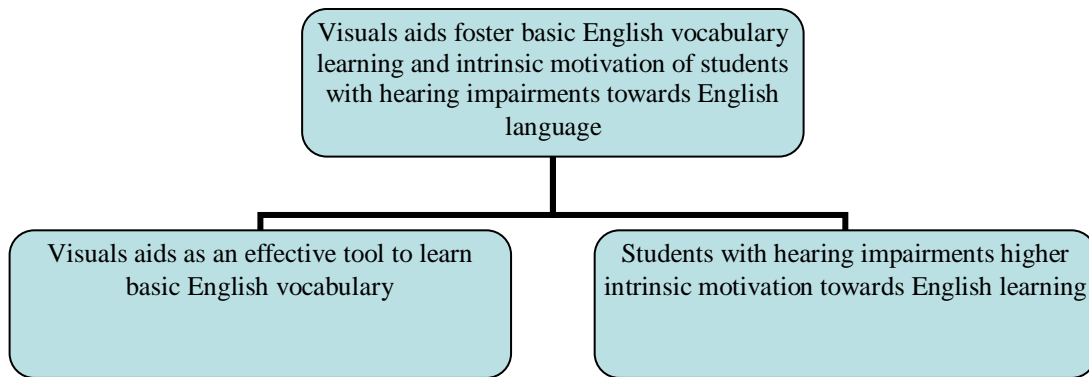 Visuals aids foster basic English vocabulary
learning and intrinsic motivation of students
with hearing impairments towards English
language
Visuals aids as an effective tool to learn
basic English vocabulary
Students with hearing impairments higher
intrinsic motivation towards English learning